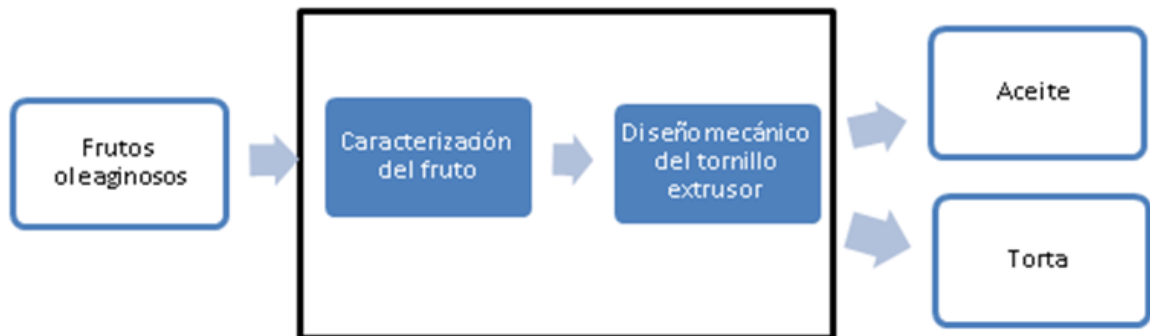 Frutos
oleaginosos
Caracterización
del fruto
Diseño mecánico
del tornillo
extrusor
Aceite
Torta